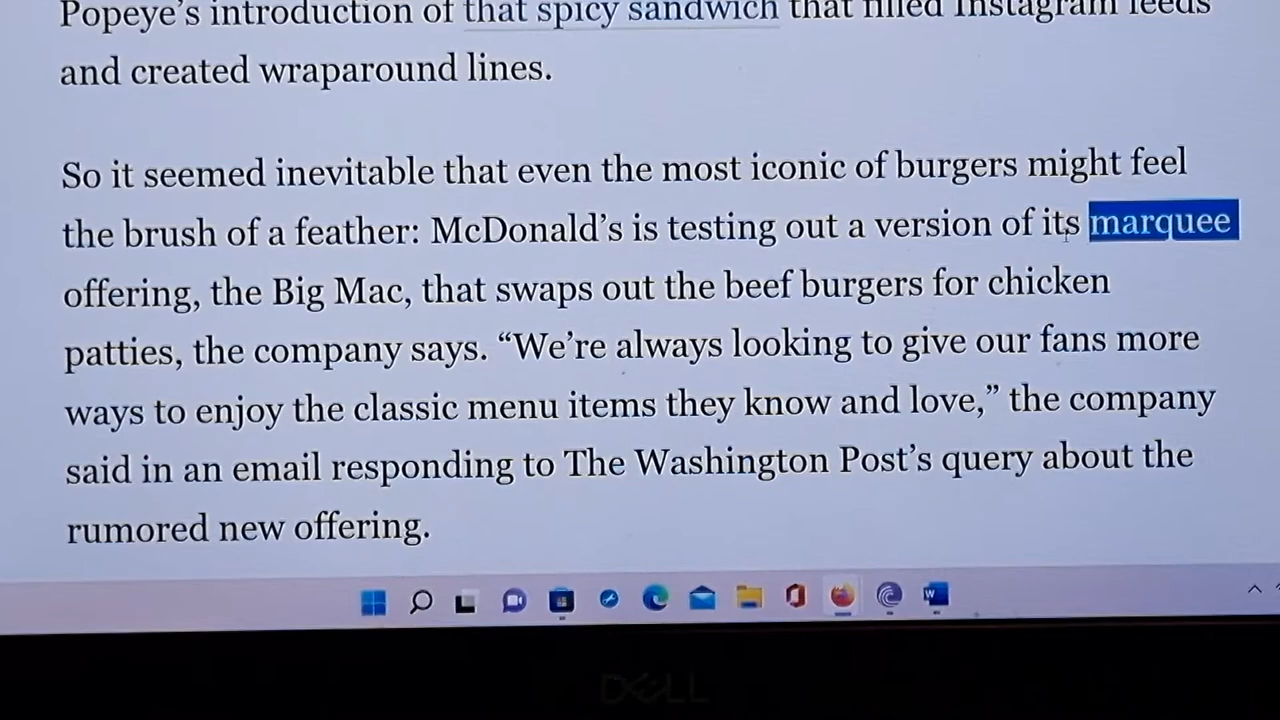 Popeye’s introduction of that spicy sandwich that filled Instagram feeds
and created wraparound lines.
So it seemed inevitable that even the most iconic of burgers might feel
the brush of a feather: McDonald’s is testing out a version of its marquee
offering, the Big Mac, that swaps out the beef burgers for chicken
patties, the company says. “We’re always looking to give our fans more
ways to enjoy the classic menu items they know and love,” the company
said in an email responding to The Washington Post’s query about the
rumored new offering.
DELL